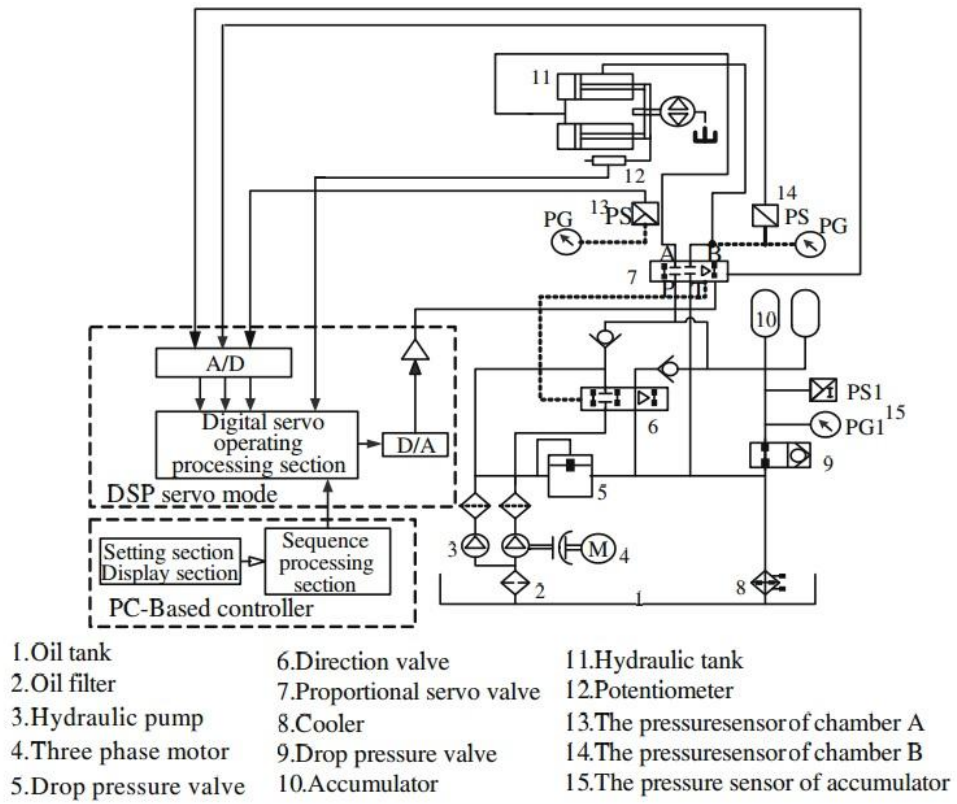 11
12
14
13
PS
PS
PG
PG
A
B
7
P
T
10
A/D
PS1
15
PG1
Digital servo
operating
processing section
D/A
6
9
DSP servo mode
5
Setting section
Display section
Sequence
processing
section
3
M
4
2
1
8
PC-Based controller
1.Oil tank
2.Oil filter
3.Hydraulic pump
4.Three phase motor
5.Drop pressure valve
6.Direction valve
7.Proportional servo valve
8.Cooler
9.Drop pressure valve
10.Accumulator
11.Hydraulic tank
12.Potentiometer
13.The pressuresensor of chamber A
14.The pressuresensor of chamber B
15.The pressure sensor of accumulator